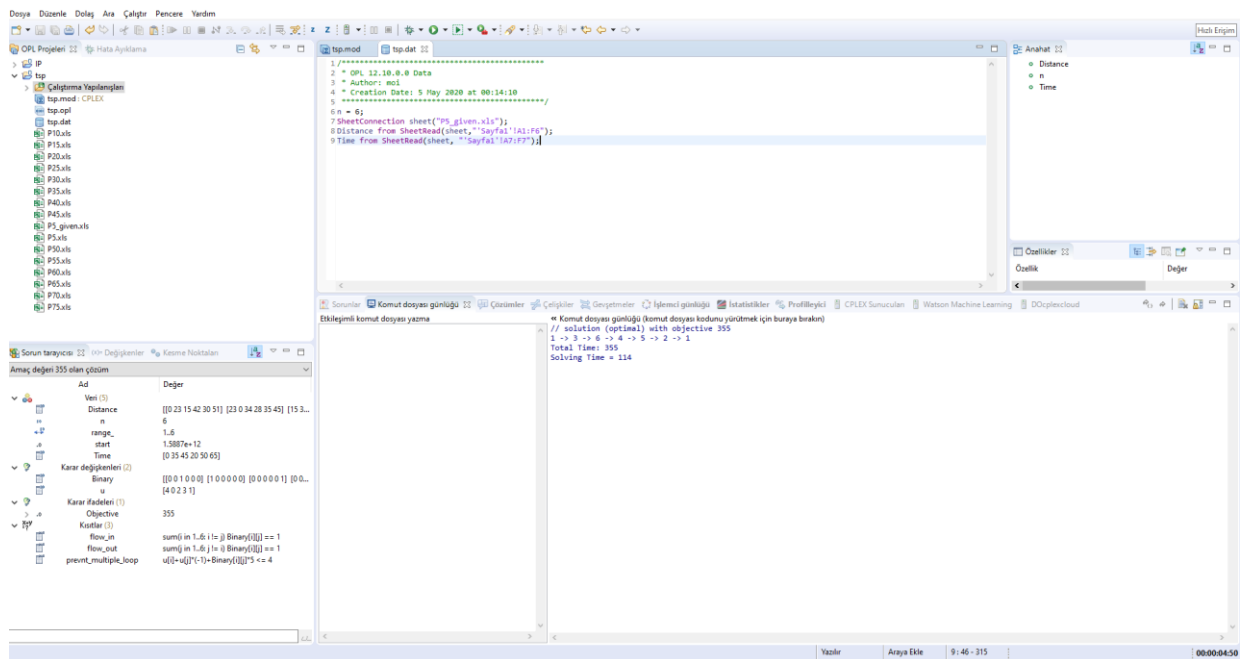 Dosya Düzenle Dolaş Ara Çalıştır Pencere Yardım
Hızlı Erişim
OPL Projeleri Hata Ayıklama
IP
tsp
Çalıştırma Yapılanışları
tsp.mod : CPLEX
tsp.opl
tsp.dat
P10.xls
P15.xls
P20.xls
P25.xls
P30.xls
P35.xls
P40.xls
P45.xls
P5_given.xls
P5.xls
P50.xls
P55.xls
P60.xls
P65.xls
P70.xls
P75.xls
tsp.mod tsp.dat
1 /*********************************************
2 * OPL 12.10.0.0 Data
3 * Author: moi
4 * Creation Date: 5 May 2020 at 00:14:10
5 *********************************************/
6 n = 6;
7 SheetConnection sheet("P5_given.xls");
8 Distance from SheetRead(sheet,"'Sayfa1'!A1:F6");
9 Time from SheetRead(sheet, "'Sayfa1'!A7:F7");
Anahat
Distance
n
Time
Özellikler
Özellik Değer
Sorunlar Komut dosyası günlüğü Çözümler Çelişkiler Gevşetmeler İşlemci günlüğü İstatistikler Profilleyici CPLEX Sunucuları Watson Machine Learning DOcplexcloud
Etkileşimli komut dosyası yazma
« Komut dosyası günlüğü (komut dosyası kodunu yürütmek için buraya bırakın)
// solution (optimal) with objective 355
1 -> 3 -> 6 -> 4 -> 5 -> 2 -> 1
Total Time: 355
Solving Time = 114
Sorun tarayıcısı Değişkenler Kesme Noktaları
Amaç değeri 355 olan çözüm
Ad Değer
Veri (5)
Distance [[0 23 15 42 30 51] [23 0 34 28 35 45] [15 3...
n 6
range_ 1..6
start 1.5887e+12
Time [0 35 45 20 50 65]
Karar değişkenleri (2)
Binary [[0 0 1 0 0 0] [1 0 0 0 0 0] [0 0 0 0 0 1] [0 0...
u [4 0 2 3 1]
Karar ifadeleri (1)
Objective 355
Kısıtlar (3)
flow_in sum(i in 1..6: i != j) Binary[i][j] == 1
flow_out sum(j in 1..6: j != i) Binary[i][j] == 1
prevnt_multiple_loop u[i]+u[j]*(-1)+Binary[i][j]*5 <= 4
Yazılır Araya Ekle 9 : 46 - 315 00:00:04:50